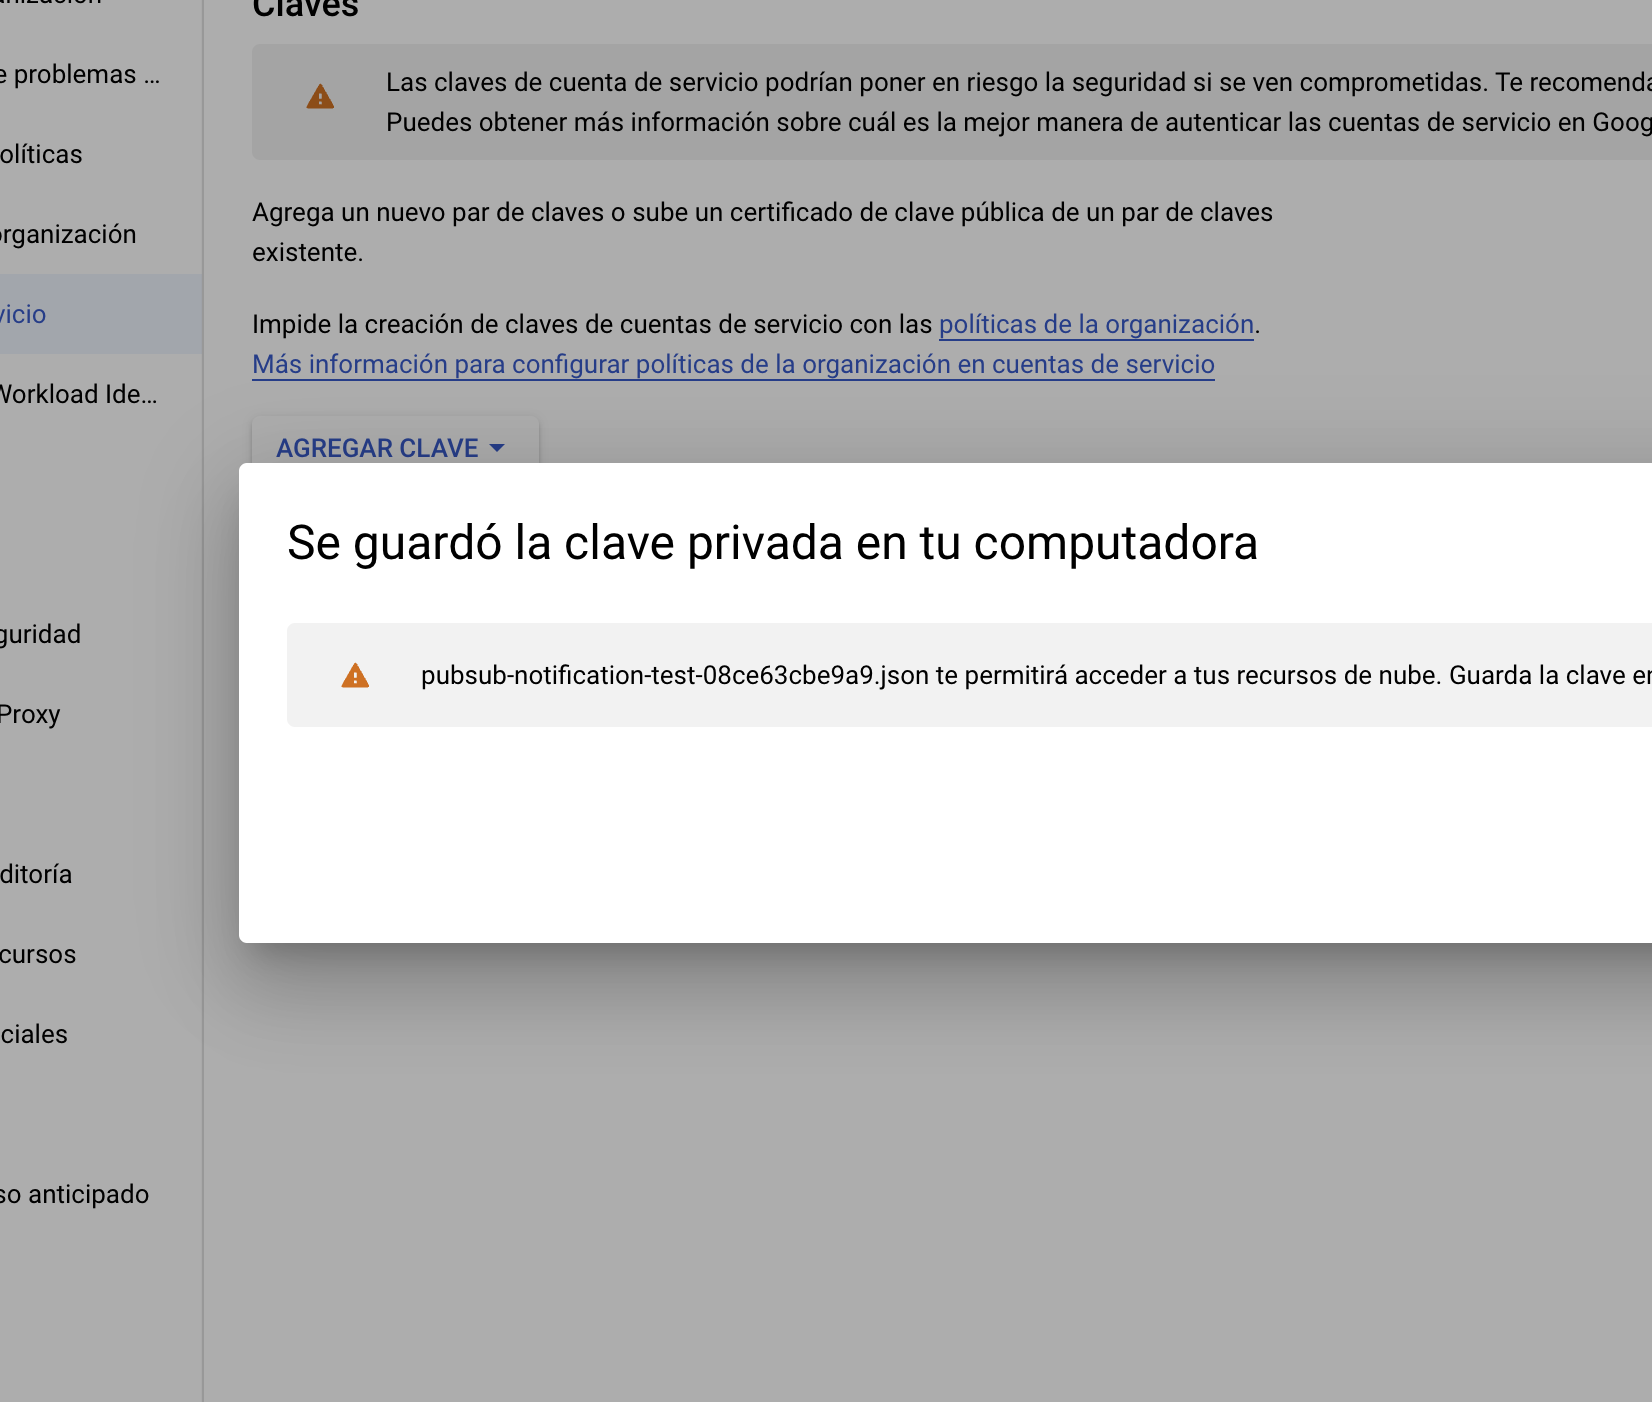 Claves
e problemas ...
Las claves de cuenta de servicio podrían poner en riesgo la seguridad si se ven comprometidas. Te
Puedes obtener más información sobre cuál es la mejor manera de autenticar las cuentas de servicio en
olíticas
Agrega un nuevo par de claves o sube un certificado de clave pública de un par de claves
existente.
organización
vicio
Impide la creación de claves de cuentas de servicio con las políticas de la organización.
Más información para configurar políticas de la organización en cuentas de servicio
Workload Ide...
AGREGAR CLAVE
Se guardó la clave privada en tu computadora
guridad
pubsub-notification-test-08ce63cbe9a9.json te permitirá acceder a tus recursos de nube. Guarda la clave
Proxy
ditoría
cursos
ciales
so anticipado